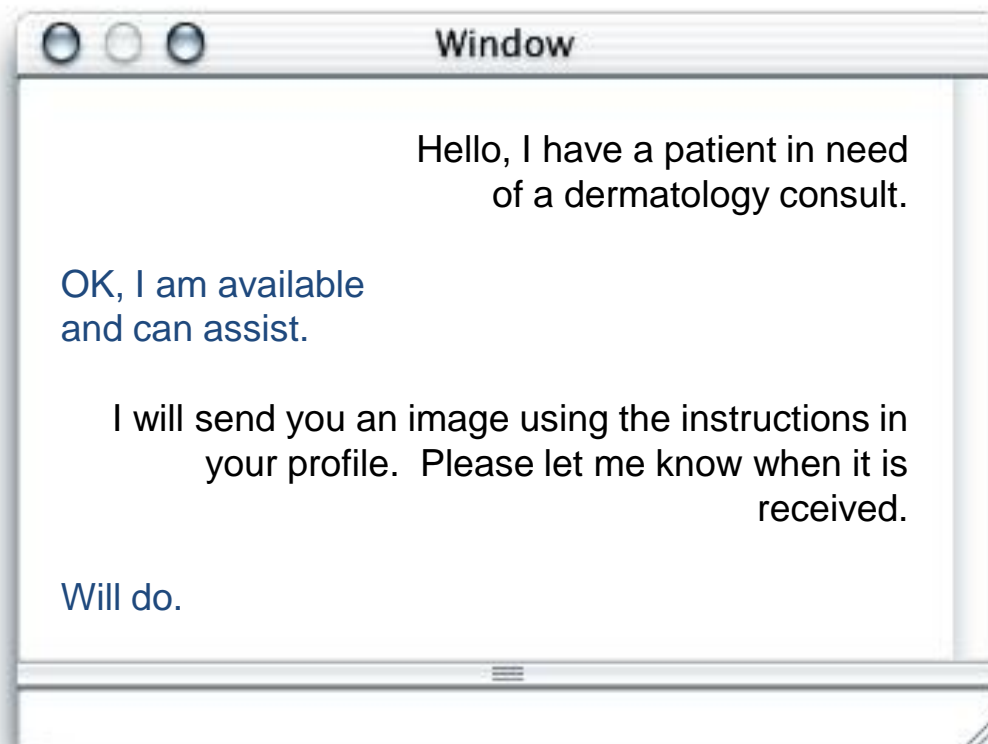 Window
Hello, I have a patient in need
of a dermatology consult.
OK, I am available
and can assist.
I will send you an image using the instructions in
your profile.  Please let me know when it is
received.
Will do.